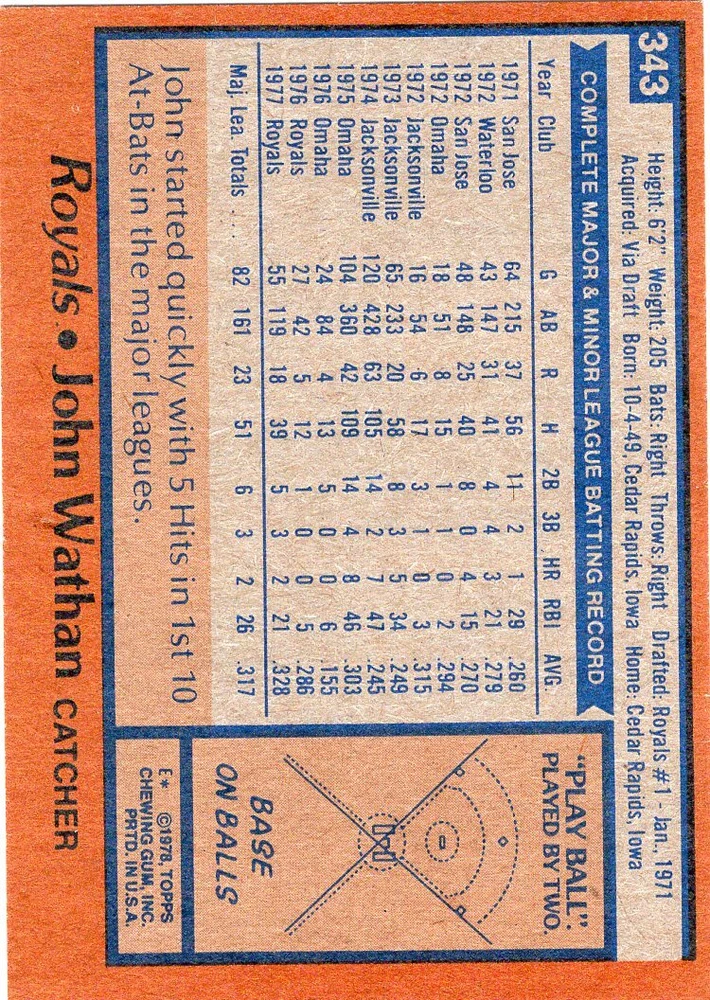 343
Height: 6'2" Weight: 205 Bats: Right Throws: Right Drafted: Royals #1 - Jan., 1971
Acquired: Via Draft Born: 10-4-49, Cedar Rapids, Iowa Home: Cedar Rapids, Iowa
COMPLETE MAJOR & MINOR LEAGUE BATTING RECORD
Year Club G AB R H 2B 3B HR RBI AVG.
1971 San Jose 64 215 37 56 11 2 1 29 .260
1972 Waterloo 43 147 31 41 4 4 3 21 .279
1972 San Jose 48 148 25 40 8 0 4 15 .270
1972 Omaha 18 51 8 15 1 1 0 2 .294
1972 Jacksonville 16 54 6 17 1 1 0 3 .315
1973 Jacksonville 65 233 20 58 8 3 5 34 .249
1974 Jacksonville 120 428 63 105 14 2 7 47 .245
1975 Omaha 104 360 42 109 14 4 8 46 .303
1976 Omaha 24 84 4 13 5 0 0 6 .155
1976 Royals 27 42 5 12 1 0 0 5 .286
1977 Royals 55 119 18 39 5 3 2 21 .328
Maj. Lea. Totals .... 82 161 23 51 6 3 2 26 .317
John started quickly with 5 Hits in 1st 10
At-Bats in the major leagues.
"PLAY BALL".
PLAYED BY TWO.
BASE
ON BALLS
E* ©1978, TOPPS
CHEWING GUM, INC.
PRTD. IN U.S.A.
Royals • John Wathan CATCHER